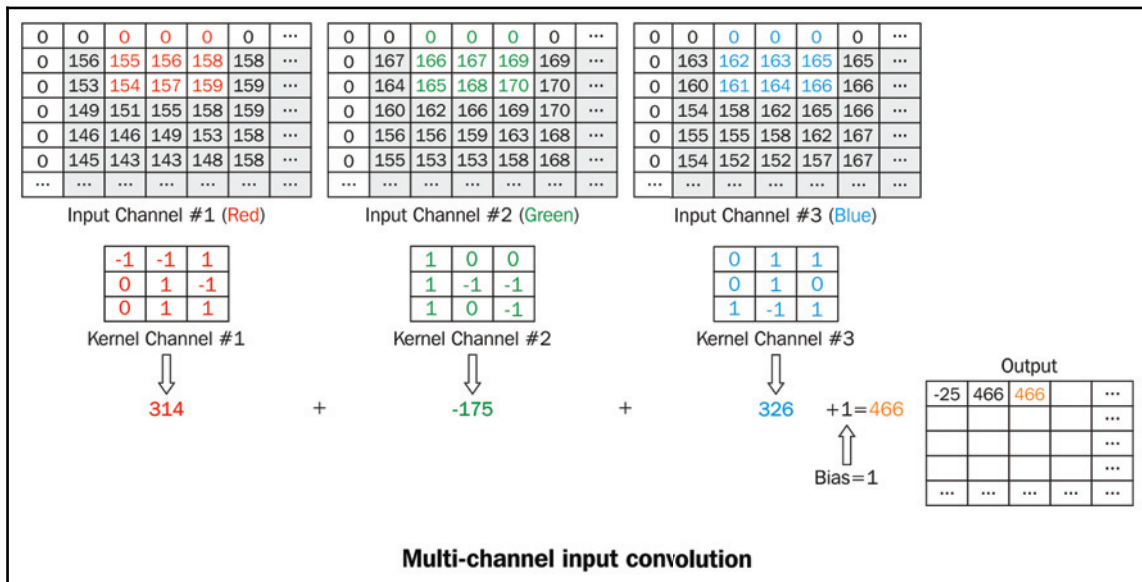 0 0 0 0 0 0 ...
0 156 155 156 158 158 ...
0 153 154 157 159 159 ...
0 149 151 155 158 159 ...
0 146 146 149 153 158 ...
0 145 143 143 148 158 ...
... ... ... ... ... ... ...
Input Channel #1 (Red)
0 0 0 0 0 0 ...
0 167 166 167 169 169 ...
0 164 165 168 170 170 ...
0 160 162 166 169 170 ...
0 156 156 159 163 168 ...
0 155 153 153 158 168 ...
... ... ... ... ... ... ...
Input Channel #2 (Green)
0 0 0 0 0 0 ...
0 163 162 163 165 165 ...
0 160 161 164 166 166 ...
0 154 158 162 165 166 ...
0 155 155 158 162 167 ...
0 154 152 152 157 167 ...
... ... ... ... ... ... ...
Input Channel #3 (Blue)
-1 -1 1
0 1 -1
0 1 1
Kernel Channel #1
1 0 0
1 -1 -1
1 0 -1
Kernel Channel #2
0 1 1
0 1 0
1 -1 1
Kernel Channel #3
314 + -175 + 326 +1=466
Bias=1
Output
-25 466 466 ...
...
...
...
... ... ... ... ...
Multi-channel input convolution